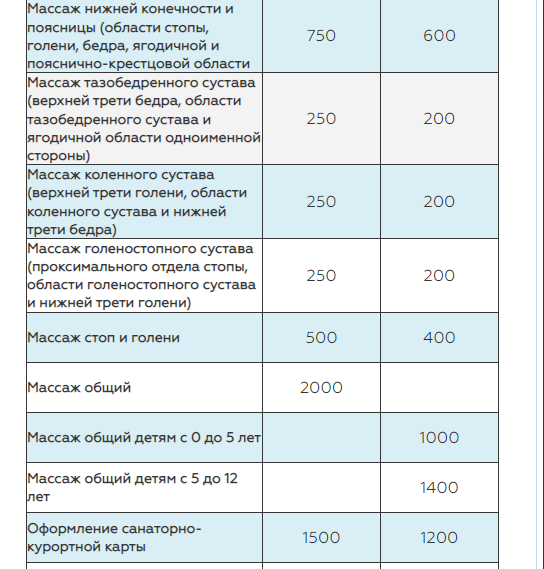 Массаж нижней конечности и
поясницы (области стопы,
голени, бедра, ягодичной и
пояснично-крестцовой области
750
600
Массаж тазобедренного сустава
(верхней трети бедра, области
тазобедренного сустава и
ягодичной области одноименной
стороны)
250
200
Массаж коленного сустава
(верхней трети голени, области
коленного сустава и нижней
трети бедра)
250
200
Массаж голеностопного сустава
(проксимального отдела стопы,
области голеностопного сустава
и нижней трети голени)
250
200
Массаж стоп и голени
500
400
Массаж общий
2000
Массаж общий детям с 0 до 5 лет
1000
Массаж общий детям с 5 до 12
лет
1400
Оформление санаторно-
курортной карты
1500
1200